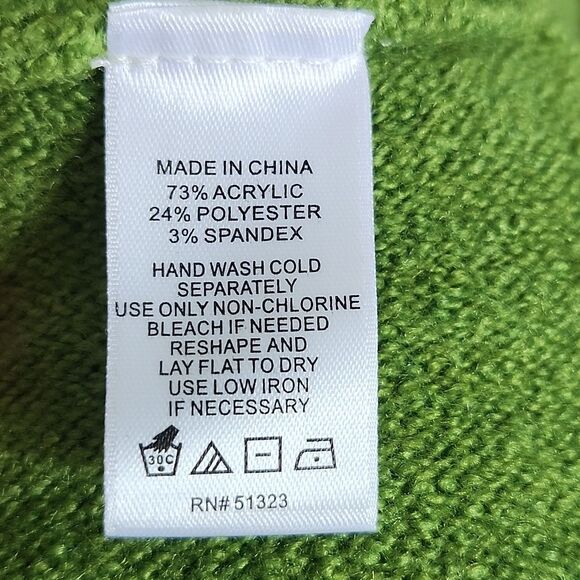 MADE IN CHINA
73% ACRYLIC
24% POLYESTER
3% SPANDEX
HAND WASH COLD
SEPARATELY
USE ONLY NON-CHLORINE
BLEACH IF NEEDED
RESHAPE AND
LAY FLAT TO DRY
USE LOW IRON
IF NECESSARY
30C
RN# 51323